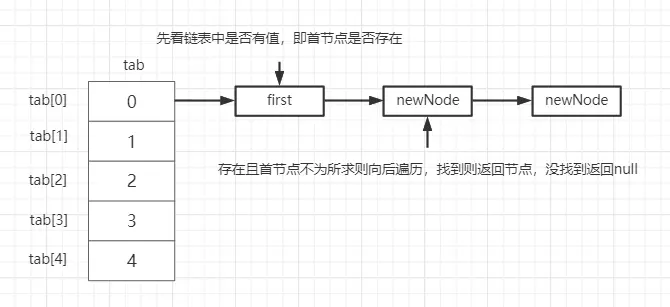 先看链表中是否有值，即首节点是否存在
tab
tab[0] 0 first newNode newNode
tab[1] 1
存在且首节点不为所求则向后遍历，找到则返回节点，没找到返回null
tab[2] 2
tab[3] 3
tab[4] 4